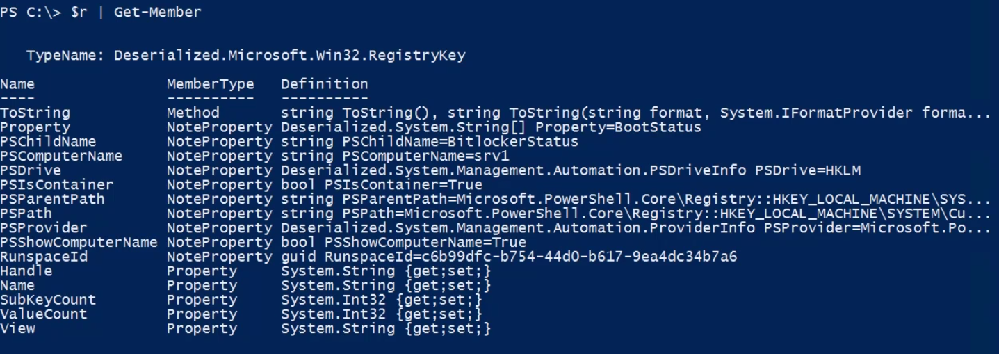 PS C:\> $r | Get-Member
TypeName: Deserialized.Microsoft.Win32.RegistryKey
Name MemberType Definition
---- ---------- ----------
ToString Method string ToString(), string ToString(string format, System.IFormatProvider forma...
Property NoteProperty Deserialized.System.String[] Property=BootStatus
PSChildName NoteProperty string PSChildName=BitlockerStatus
PSComputerName NoteProperty string PSComputerName=srv1
PSDrive NoteProperty Deserialized.System.Management.Automation.PSDriveInfo PSDrive=HKLM
PSIsContainer NoteProperty bool PSIsContainer=True
PSParentPath NoteProperty string PSParentPath=Microsoft.PowerShell.Core\Registry::HKEY_LOCAL_MACHINE\SYS...
PSPath NoteProperty string PSPath=Microsoft.PowerShell.Core\Registry::HKEY_LOCAL_MACHINE\SYSTEM\Cu...
PSProvider NoteProperty Deserialized.System.Management.Automation.ProviderInfo PSProvider=Microsoft.Po...
PSShowComputerName NoteProperty bool PSShowComputerName=True
RunspaceId NoteProperty guid RunspaceId=c6b99dfc-b754-44d0-b617-9ea4dc34b7a6
Handle Property System.String {get;set;}
Name Property System.String {get;set;}
SubKeyCount Property System.Int32 {get;set;}
ValueCount Property System.Int32 {get;set;}
View Property System.String {get;set;}